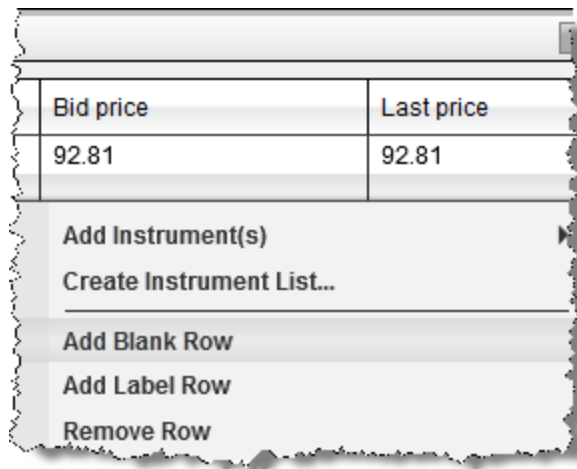 Bid price Last price
92.81 92.81
Add Instrument(s)
Create Instrument List...
Add Blank Row
Add Label Row
Remove Row